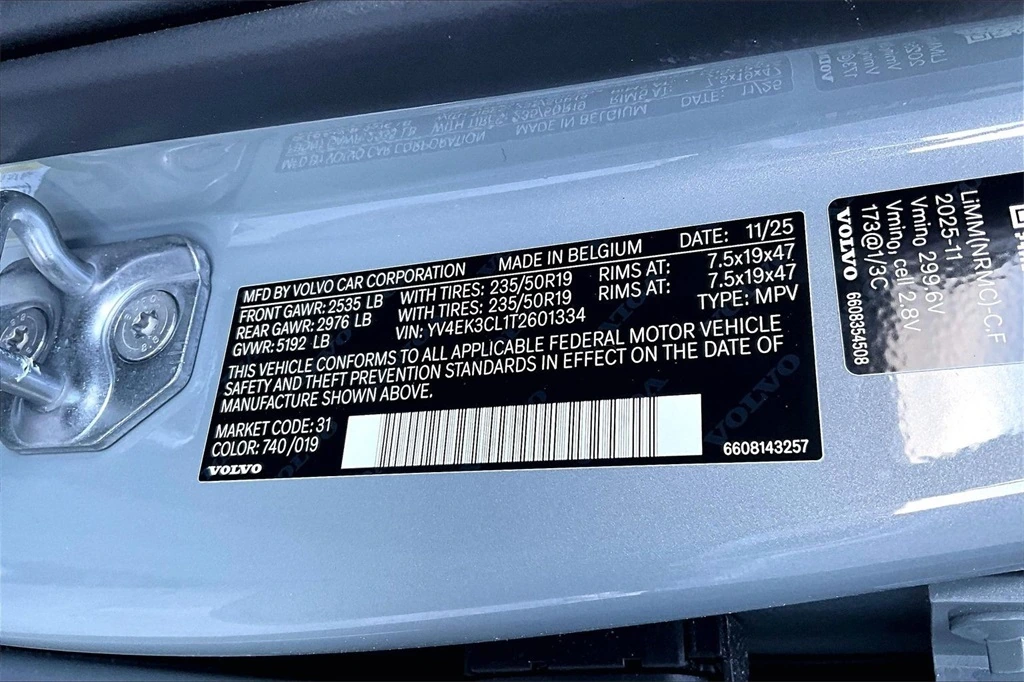 MFD BY VOLVO CAR CORPORATION MADE IN BELGIUM DATE: 11/25
FRONT GAWR: 2535 LB WITH TIRES: 235/50R19 RIMS AT: 7.5x19x47
REAR GAWR: 2976 LB WITH TIRES: 235/50R19 RIMS AT: 7.5x19x47
GVWR: 5192 LB VIN: YV4EK3CL1T2601334 TYPE: MPV
THIS VEHICLE CONFORMS TO ALL APPLICABLE FEDERAL MOTOR VEHICLE
SAFETY AND THEFT PREVENTION STANDARDS IN EFFECT ON THE DATE OF
MANUFACTURE SHOWN ABOVE.
MARKET CODE: 31
COLOR: 740/019
VOLVO
6608143257
LiMM(NRMC)-C.F
2025-11
Vmino 299.6V
Vmino, cell 2.8V
173@1/3C
VOLVO 6608354508